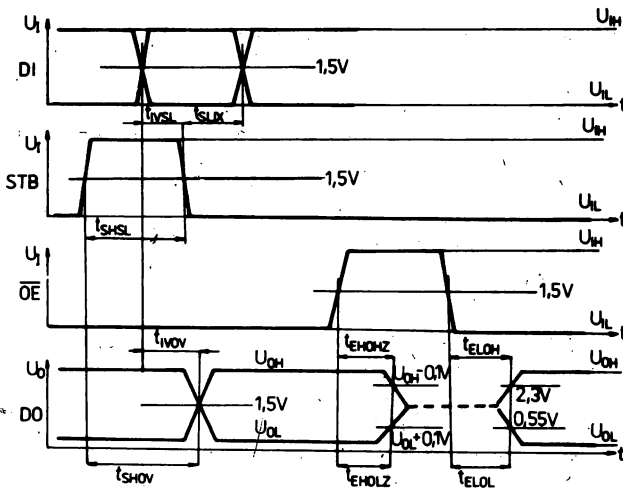 U_I U_IH
DI 1,5V
U_IL t
t_IVSL t_SLIX
U_I U_IH
STB 1,5V
U_IL t
t_SHSL
U_I U_IH
OE 1,5V
U_IL t
t_IVOV t_EHOHZ t_ELOH
U_O U_OH U_OH-0,1V U_OH
DO 1,5V 2,3V
0,55V
U_OL U_OL+0,1V U_OL
t
t_SHOV t_EHOLZ t_ELOL